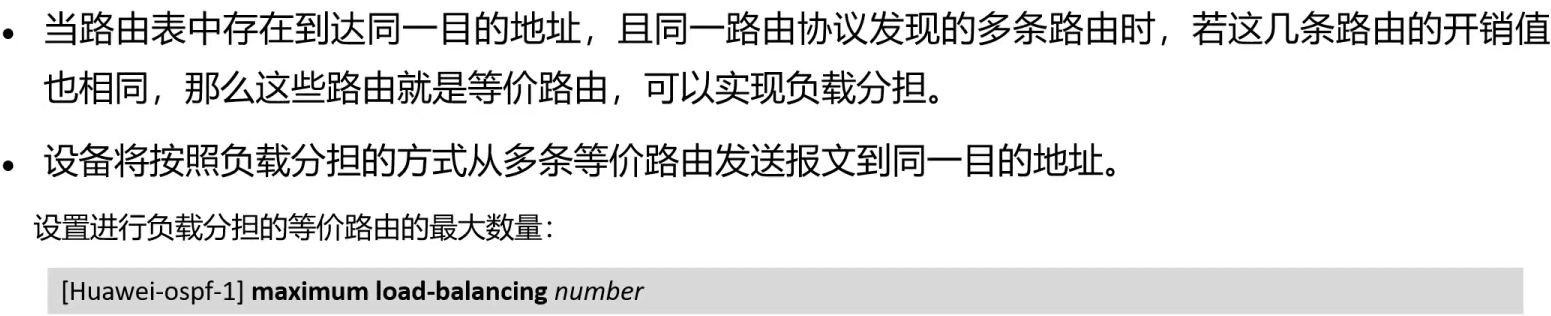 • 当路由表中存在到达同一目的地址，且同一路由协议发现的多条路由时，若这几条路由的开销值
也相同，那么这些路由就是等价路由，可以实现负载分担。
• 设备将按照负载分担的方式从多条等价路由发送报文到同一目的地址。
设置进行负载分担的等价路由的最大数量：
[Huawei-ospf-1] maximum load-balancing number